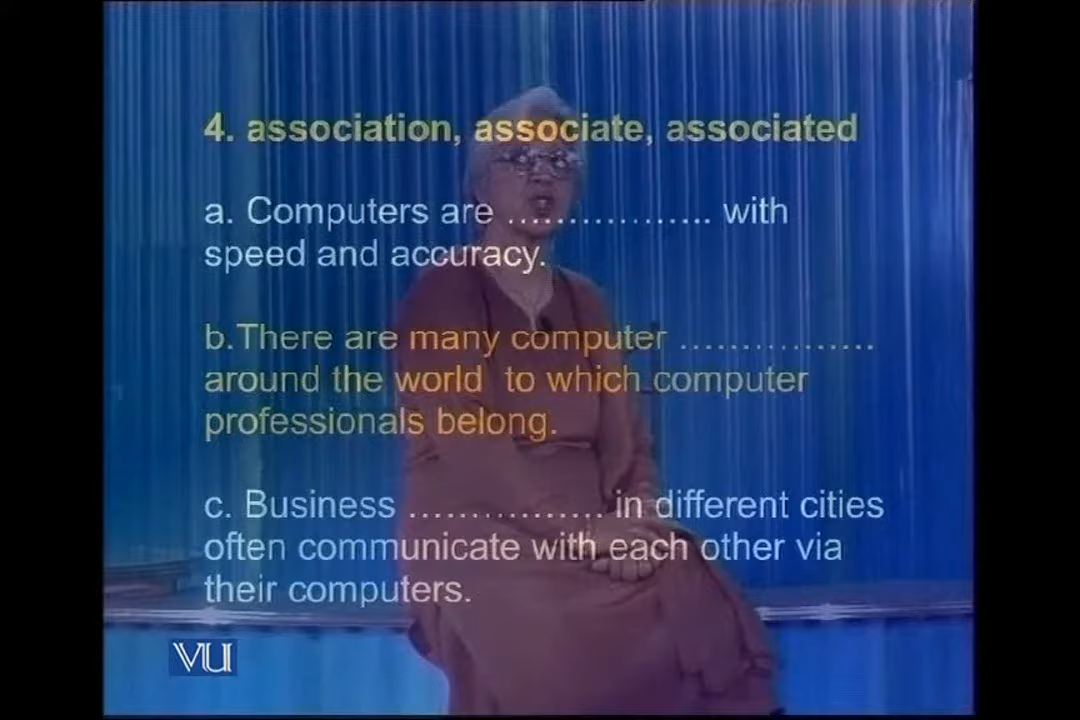 4. association, associate, associated
a. Computers are ................ with
speed and accuracy.
b.There are many computer ................
around the world to which computer
professionals belong.
c. Business ................ in different cities
often communicate with each other via
their computers.
VU